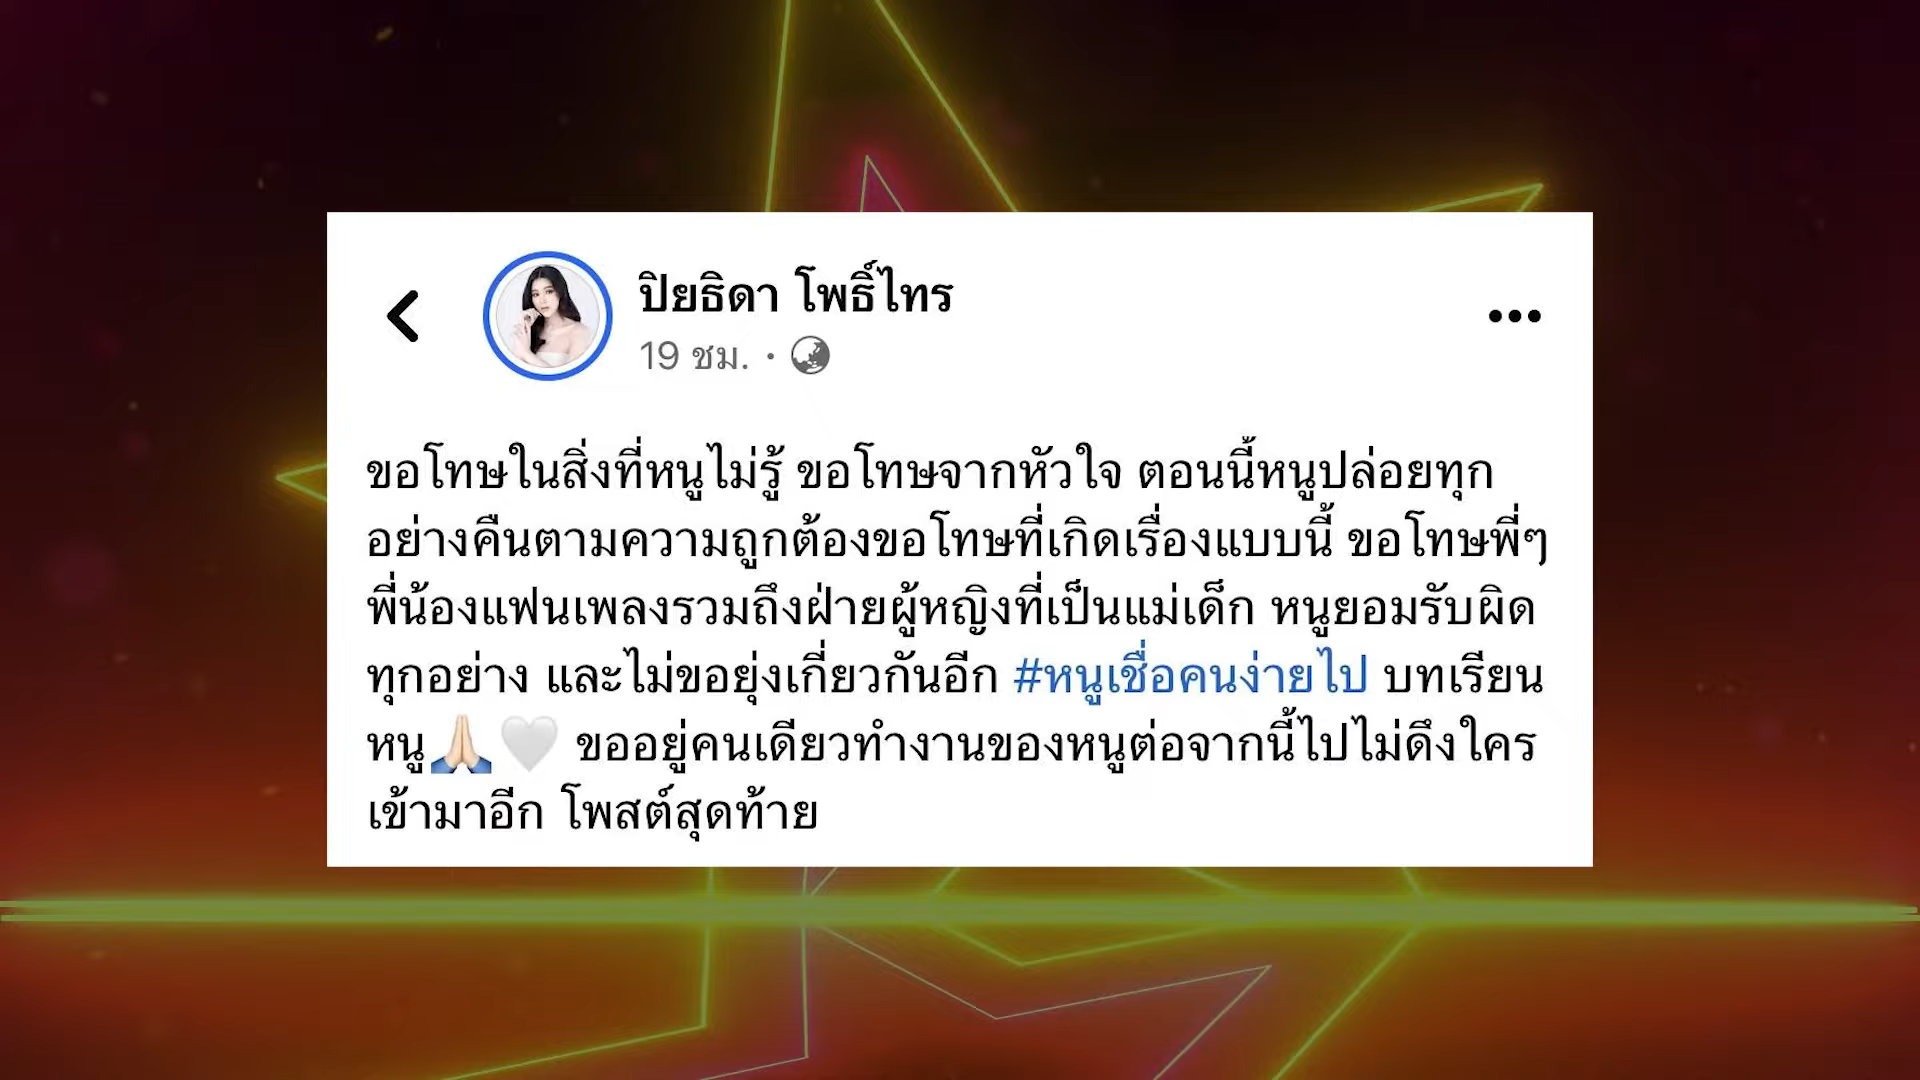 ปิยธิดา โพธิ์ไทร
19 ชม. ·
ขอโทษในสิ่งที่หนูไม่รู้ ขอโทษจากหัวใจ ตอนนี้หนูปล่อยทุก
อย่างคืนตามความถูกต้องขอโทษที่เกิดเรื่องแบบนี้ ขอโทษพี่ๆ
พี่น้องแฟนเพลงรวมถึงฝ่ายผู้หญิงที่เป็นแม่เด็ก หนูยอมรับผิด
ทุกอย่าง และไม่ขอยุ่งเกี่ยวกันอีก #หนูเชื่อคนง่ายไป บทเรียน
หนู🙏🏻🤍 ขออยู่คนเดียวทำงานของหนูต่อจากนี้ไปไม่ดึงใคร
เข้ามาอีก โพสต์สุดท้าย